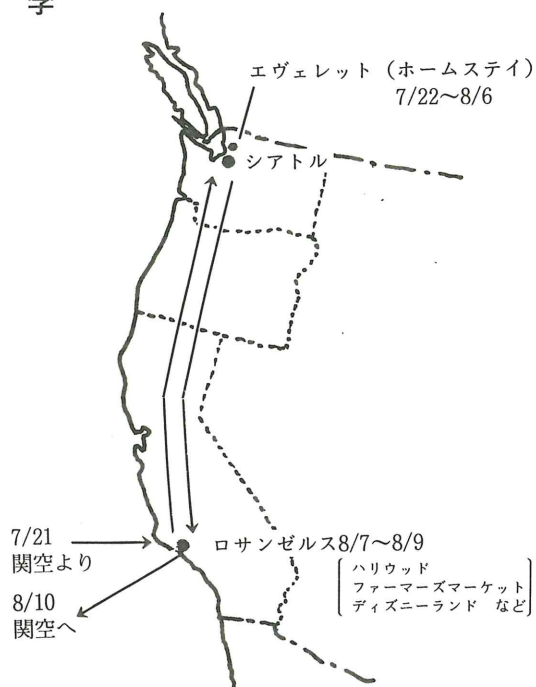 字
エヴェレット（ホームステイ）
7/22〜8/6
シアトル
7/21
関空より
ロサンゼルス8/7〜8/9
ハリウッド
ファーマーズマーケット
ディズニーランド など
8/10
関空へ